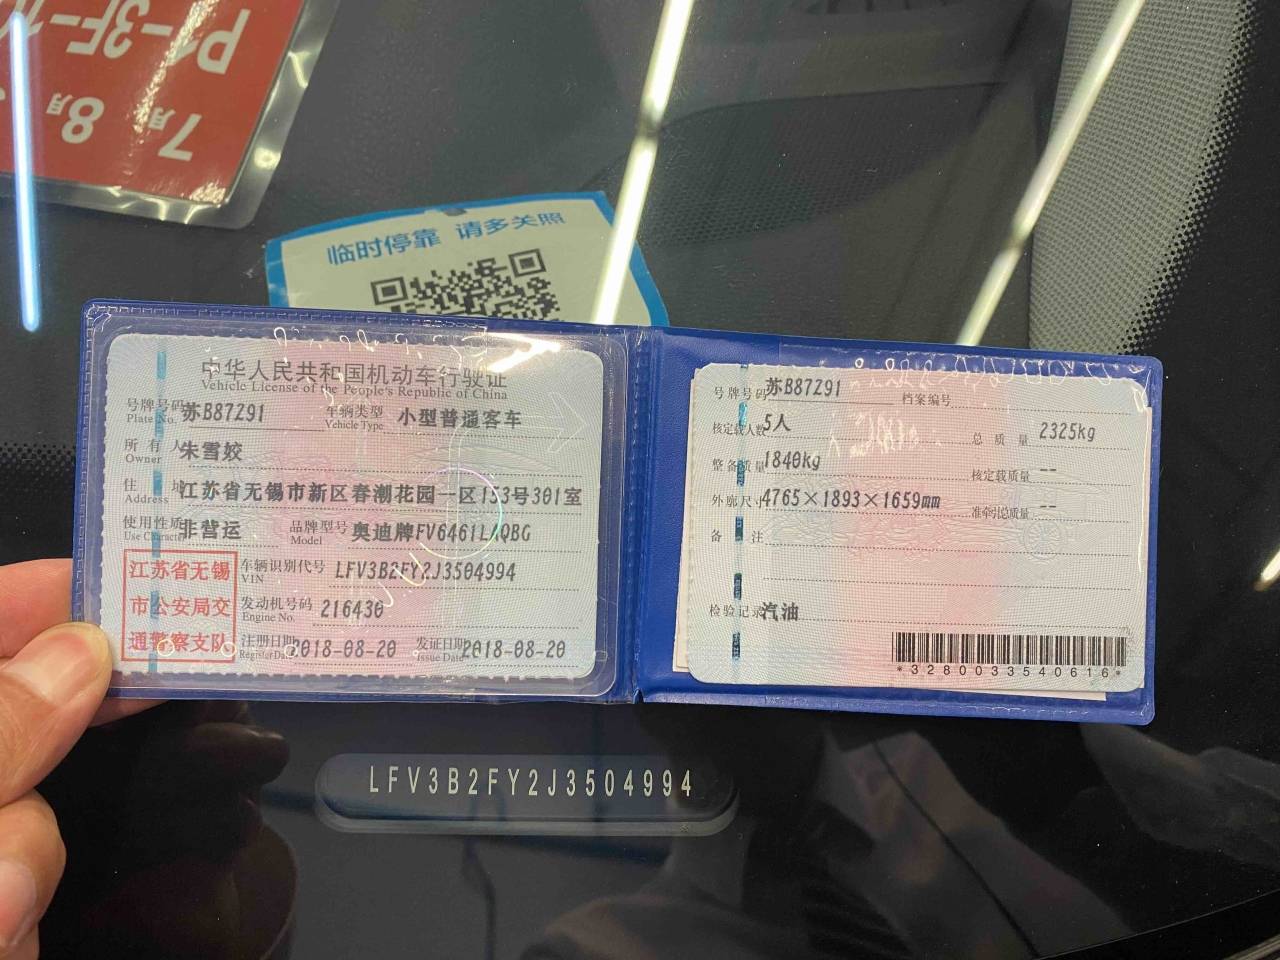 P1-3F-
7月 8月
临时停靠 请多关照
中华人民共和国机动车行驶证
Vehicle License of the People's Republic of China
号牌号码 苏B87Z91 车辆类型 小型普通客车
Plate No. Vehicle Type
所有人 朱雪姣
Owner
住址 江苏省无锡市新区春潮花园一区153号301室
Address
使用性质 非营运 品牌型号 奥迪牌FV6461LAQBG
Use Character Model
江苏省无锡
市公安局交
通警察支队
车辆识别代号 LFV3B2FY2J3504994
VIN
发动机号码 216430
Engine No.
注册日期 2018-08-20 发证日期 2018-08-20
Register Date Issue Date
号牌号码 苏B87Z91 档案编号
核定载人数 5人 总质量 2325kg
整备质量 1840kg 核定载质量 --
外廓尺寸 4765×1893×1659mm 准牵引总质量 --
备注
检验记录 汽油
*3280033540616*
LFV3B2FY2J3504994